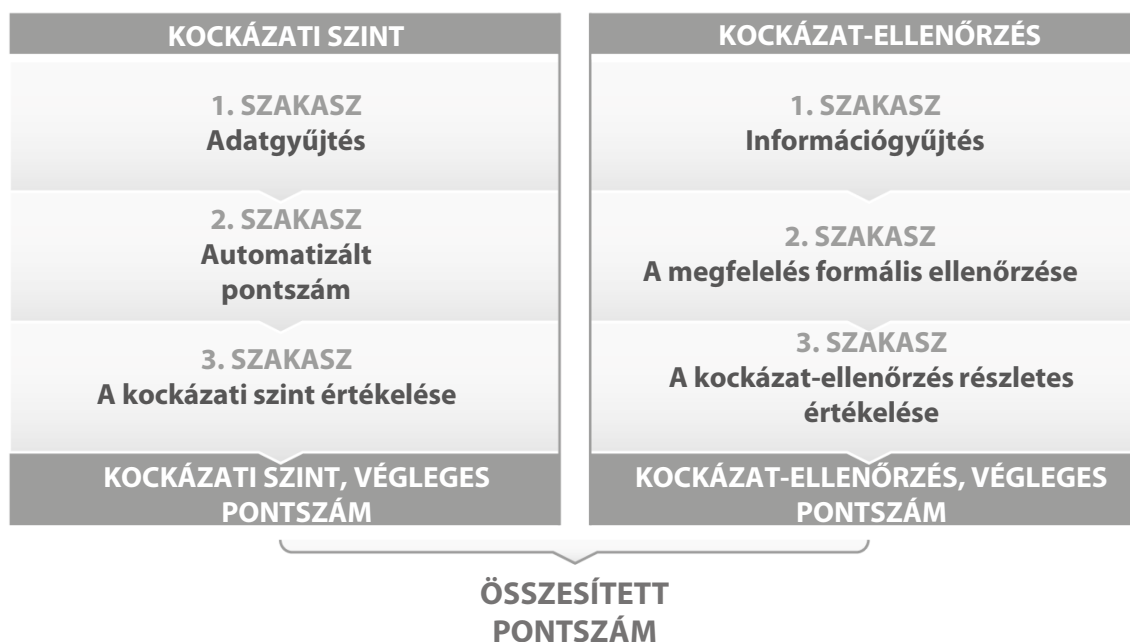 KOCKÁZATI SZINT
1. SZAKASZ
Adatgyűjtés
2. SZAKASZ
Automatizált
pontszám
3. SZAKASZ
A kockázati szint értékelése
KOCKÁZATI SZINT, VÉGLEGES
PONTSZÁM
KOCKÁZAT-ELLENŐRZÉS
1. SZAKASZ
Információgyűjtés
2. SZAKASZ
A megfelelés formális ellenőrzése
3. SZAKASZ
A kockázat-ellenőrzés részletes
értékelése
KOCKÁZAT-ELLENŐRZÉS, VÉGLEGES
PONTSZÁM
ÖSSZESÍTETT
PONTSZÁM